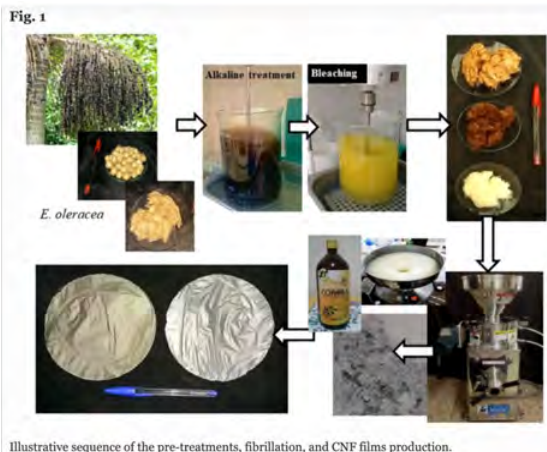 Fig. 1
Alkaline treatment
Bleaching
E. oleracea
Illustrative sequence of the pre-treatments, fibrillation, and CNF films production.